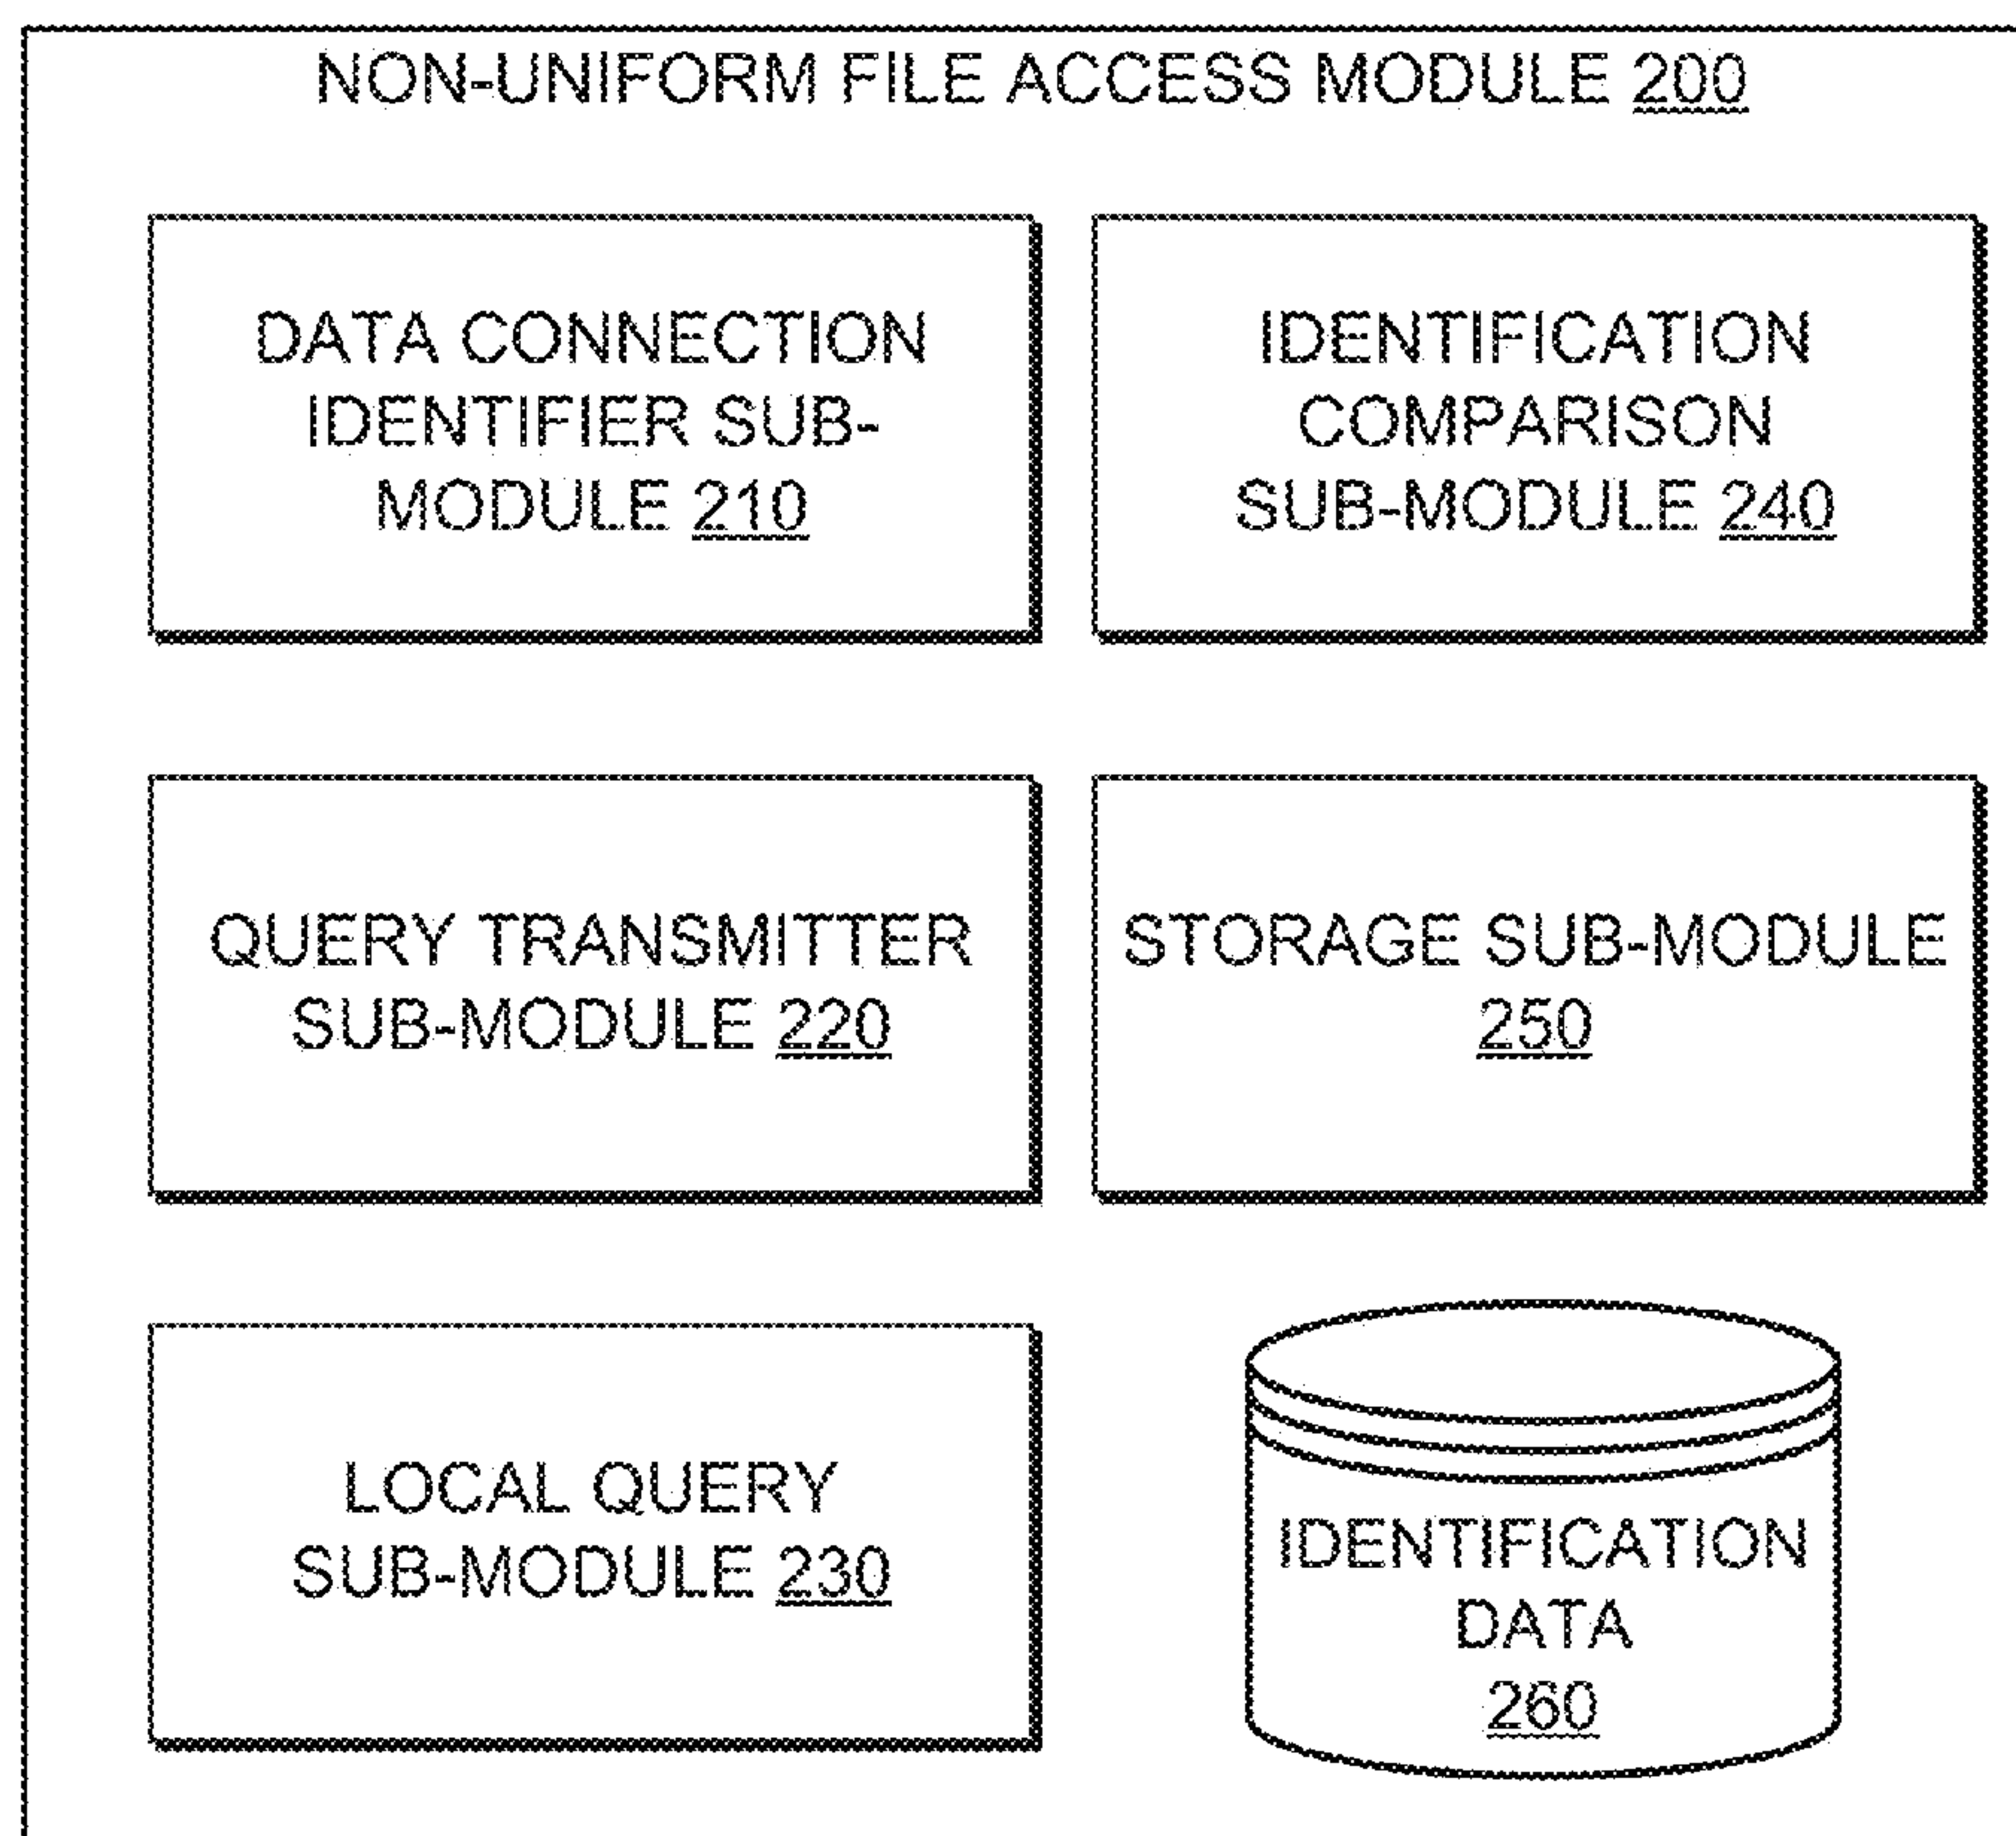 NON-UNIFORM FILE ACCESS MODULE 200
DATA CONNECTION
IDENTIFIER SUB-
MODULE 210
IDENTIFICATION
COMPARISON
SUB-MODULE 240
QUERY TRANSMITTER
SUB-MODULE 220
STORAGE SUB-MODULE
250
LOCAL QUERY
SUB-MODULE 230
IDENTIFICATION
DATA
260